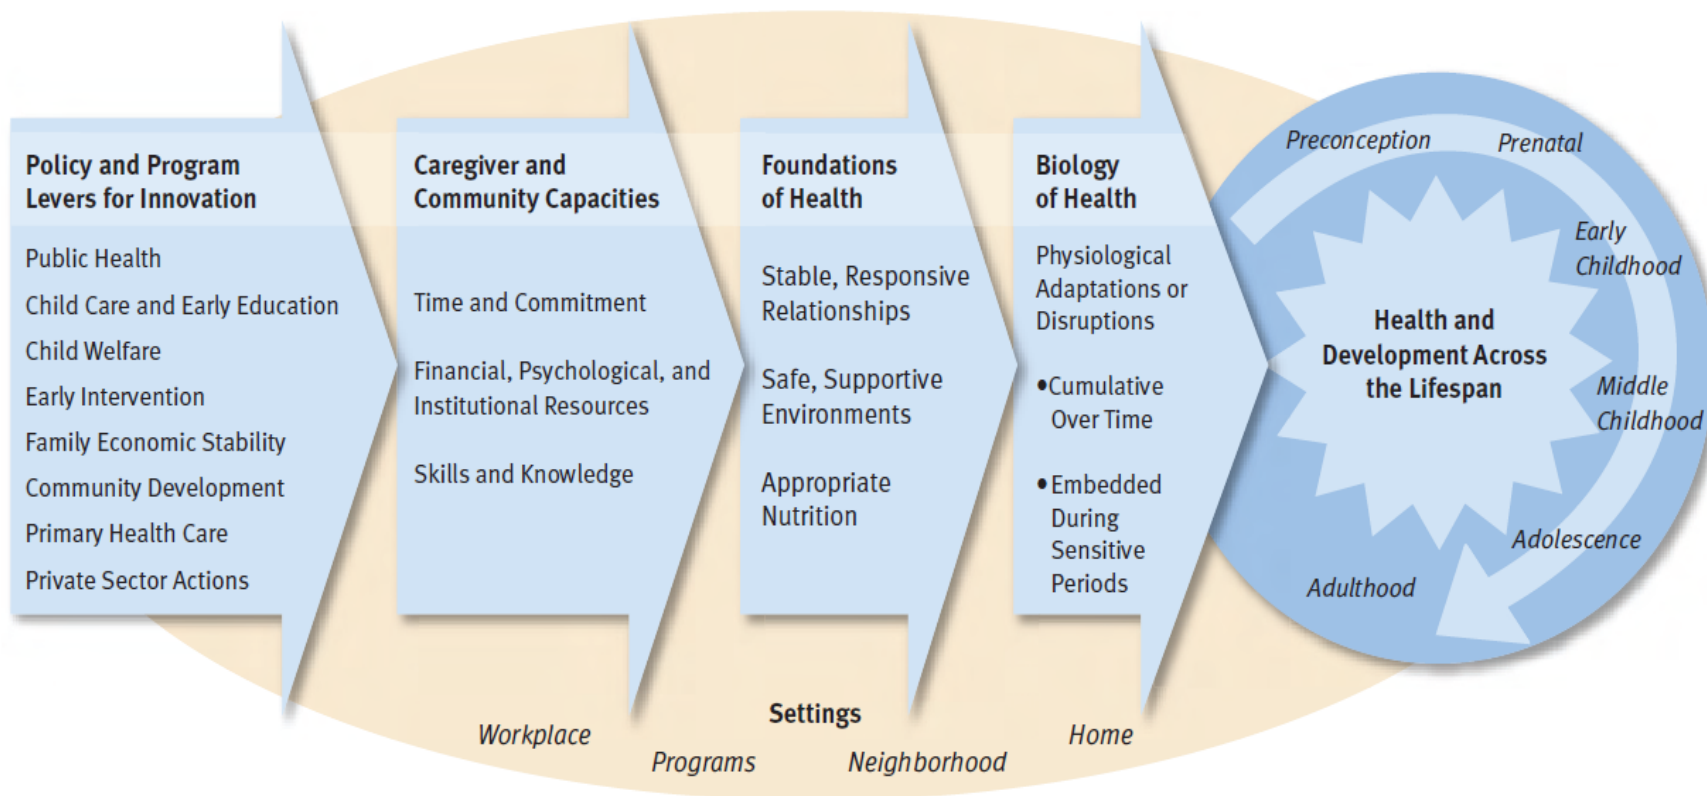 Policy and Program
Levers for Innovation
Public Health
Child Care and Early Education
Child Welfare
Early Intervention
Family Economic Stability
Community Development
Primary Health Care
Private Sector Actions
Caregiver and
Community Capacities
Time and Commitment
Financial, Psychological, and
Institutional Resources
Skills and Knowledge
Foundations
of Health
Stable, Responsive
Relationships
Safe, Supportive
Environments
Appropriate
Nutrition
Biology
of Health
Physiological
Adaptations or
Disruptions
•Cumulative
Over Time
•Embedded
During
Sensitive
Periods
Preconception
Prenatal
Early
Childhood
Middle
Childhood
Adolescence
Adulthood
Health and
Development Across
the Lifespan
Settings
Workplace
Programs
Neighborhood
Home